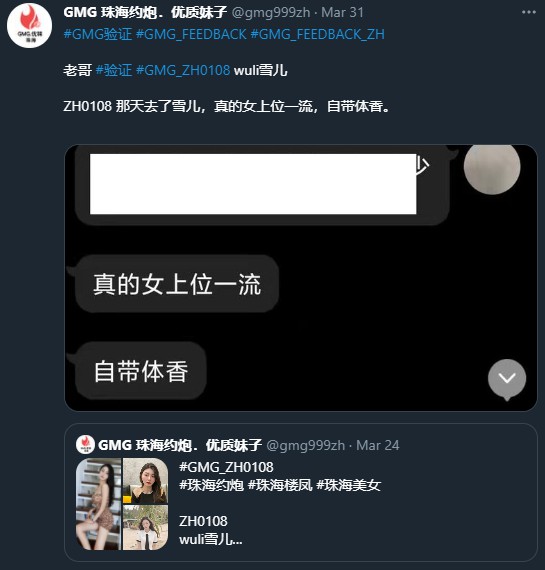 GMG 珠海约炮．优质妹子 @gmg999zh · Mar 31
#GMG验证 #GMG_FEEDBACK #GMG_FEEDBACK_ZH
老哥 #验证 #GMG_ZH0108 wuli雪儿
ZH0108 那天去了雪儿，真的女上位一流，自带体香。
真的女上位一流
自带体香
GMG 珠海约炮．优质妹子 @gmg999zh · Mar 24
#GMG_ZH0108
#珠海约炮 #珠海楼凤 #珠海美女
ZH0108
wuli雪儿...